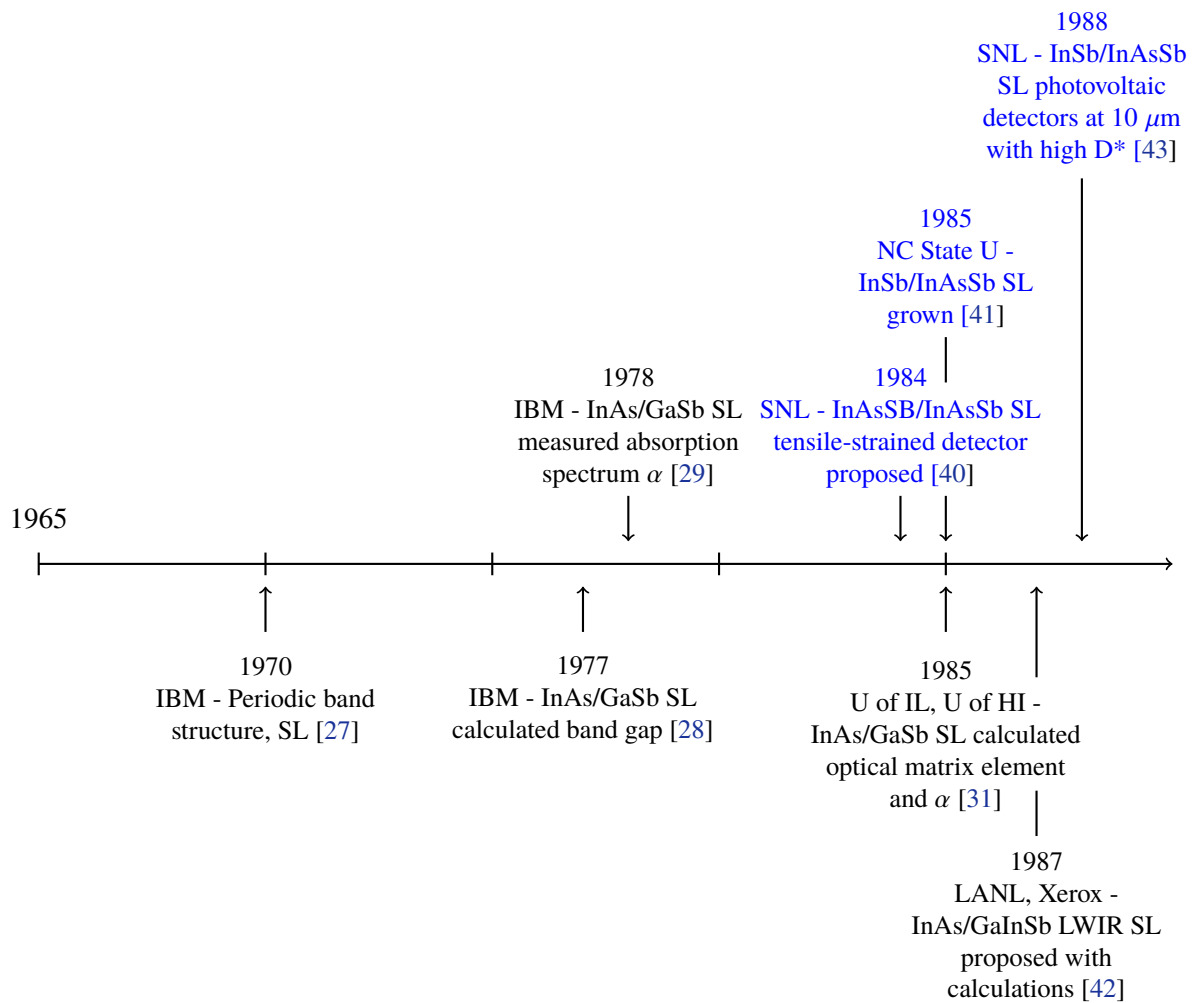 1988
SNL - InSb/InAsSb
SL photovoltaic
detectors at 10 μm
with high D* [43]
1985
NC State U -
InSb/InAsSb SL
grown [41]
1978
IBM - InAs/GaSb SL
measured absorption
spectrum α [29]
1984
SNL - InAsSB/InAsSb SL
tensile-strained detector
proposed [40]
1965
1970
IBM - Periodic band
structure, SL [27]
1977
IBM - InAs/GaSb SL
calculated band gap [28]
1985
U of IL, U of HI -
InAs/GaSb SL calculated
optical matrix element
and α [31]
1987
LANL, Xerox -
InAs/GaInSb LWIR SL
proposed with
calculations [42]